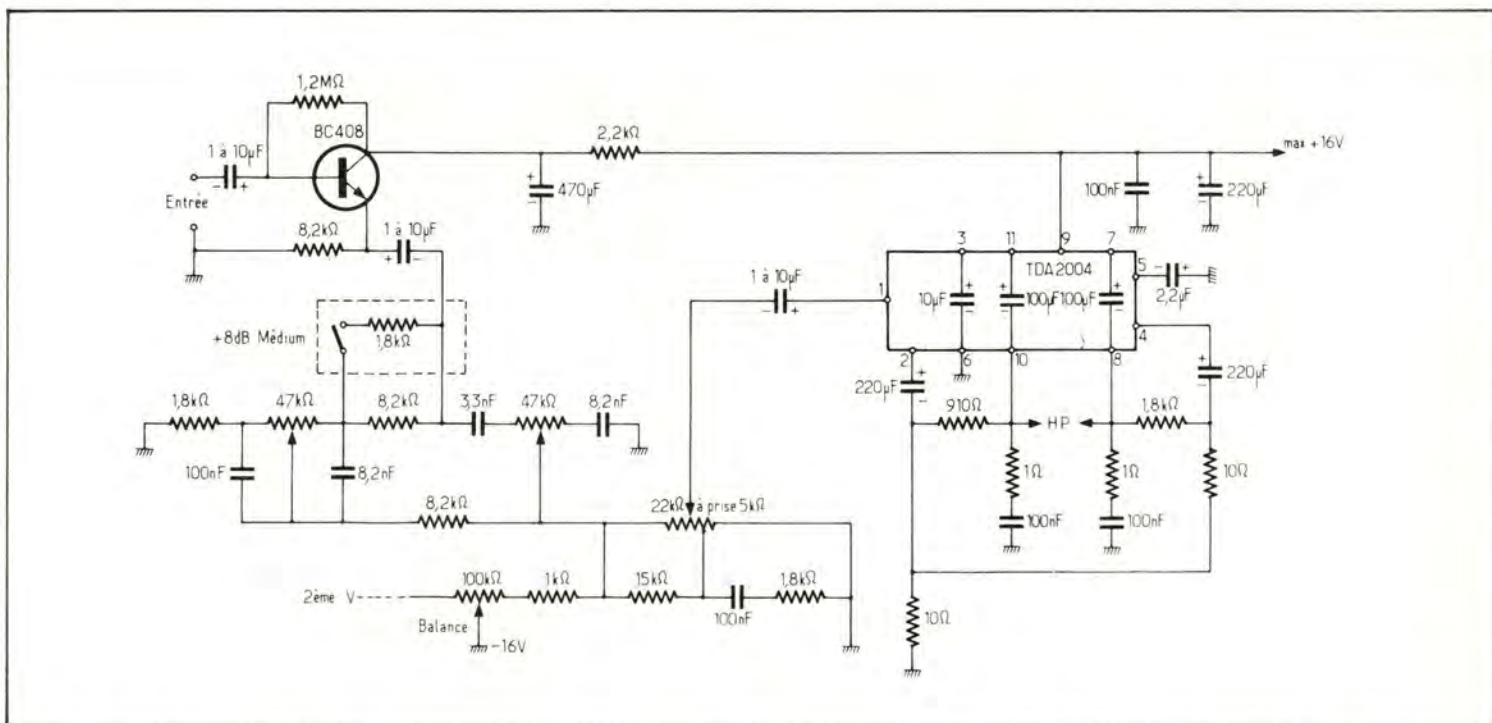 1,2MΩ
BC408
2,2kΩ
max +16V
1 à 10µF
- +
+
-
470µF
100nF
+
-
220µF
Entrée
8,2kΩ
1 à 10µF
+ -
3
11
9
7
TDA2004
5
- +
2,2µF
1 à 10µF
- +
1
10µF
+
-
100µF
+
-
100µF
+
-
4
+8dB Médium
1,8kΩ
2
6
10
8
220µF
+
-
+
-
220µF
1,8kΩ
47kΩ
8,2kΩ
3,3nF
47kΩ
8,2nF
910Ω
HP
1,8kΩ
100nF
8,2nF
1Ω
1Ω
10Ω
8,2kΩ
22kΩ à prise 5kΩ
100nF
100nF
2ème V
100kΩ
1kΩ
15kΩ
100nF
1,8kΩ
Balance
-16V
10Ω